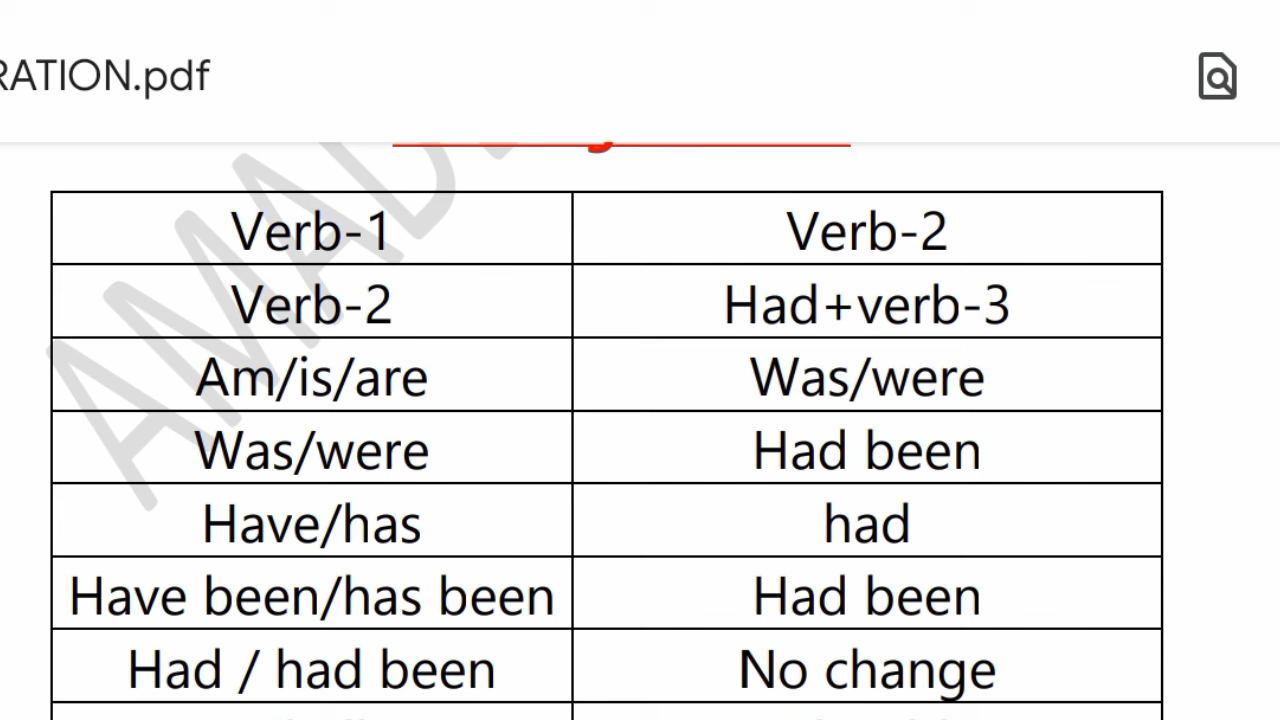 RATION.pdf
Verb-1 Verb-2
Verb-2 Had+verb-3
Am/is/are Was/were
Was/were Had been
Have/has had
Have been/has been Had been
Had / had been No change